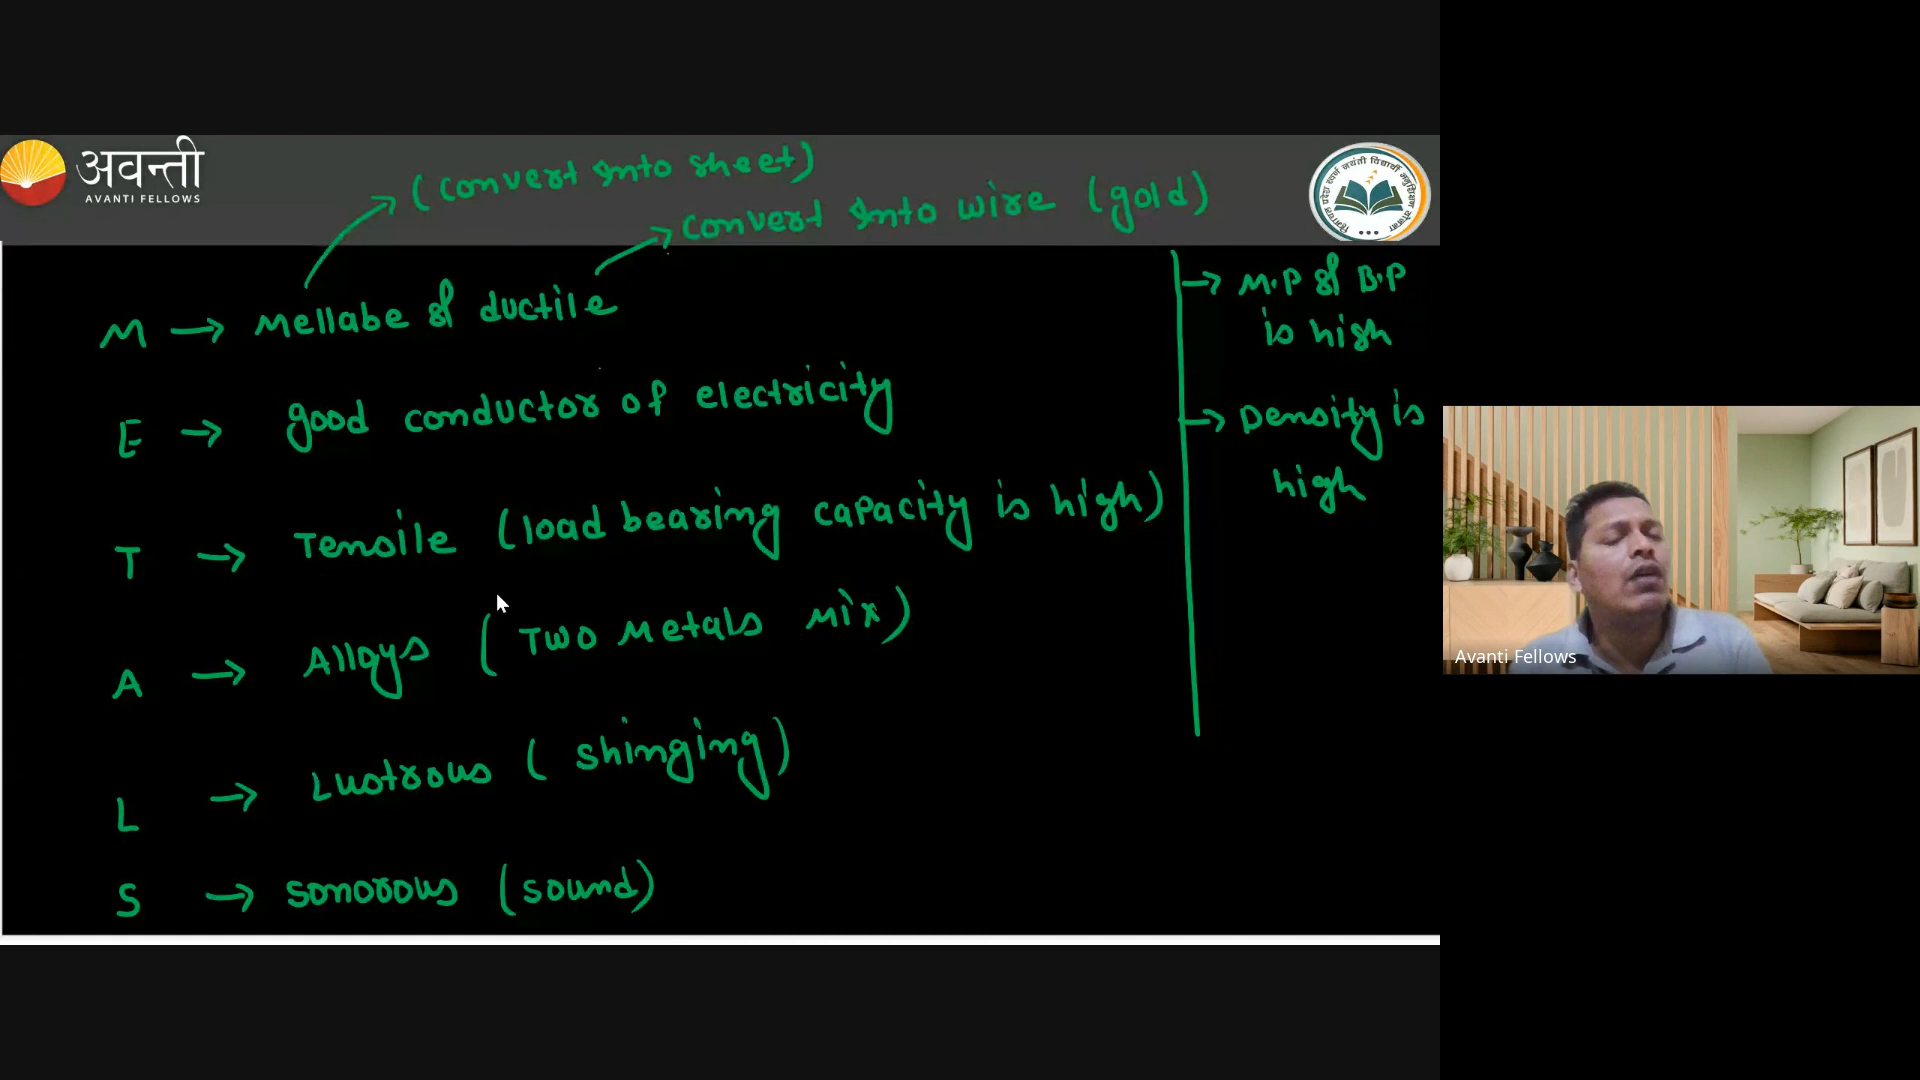 अवन्ती
AVANTI FELLOWS
(convert into sheet)
convert into wire (gold)
M → Mellabe & ductile
E → good conductor of electricity
T → Tensile (load bearing capacity is high)
A → Alloys (Two Metals Mix)
L → Lustrous (shinging)
S → sonorous (sound)
→ M.P & B.P
is high
→ Density is
high
Avanti Fellows